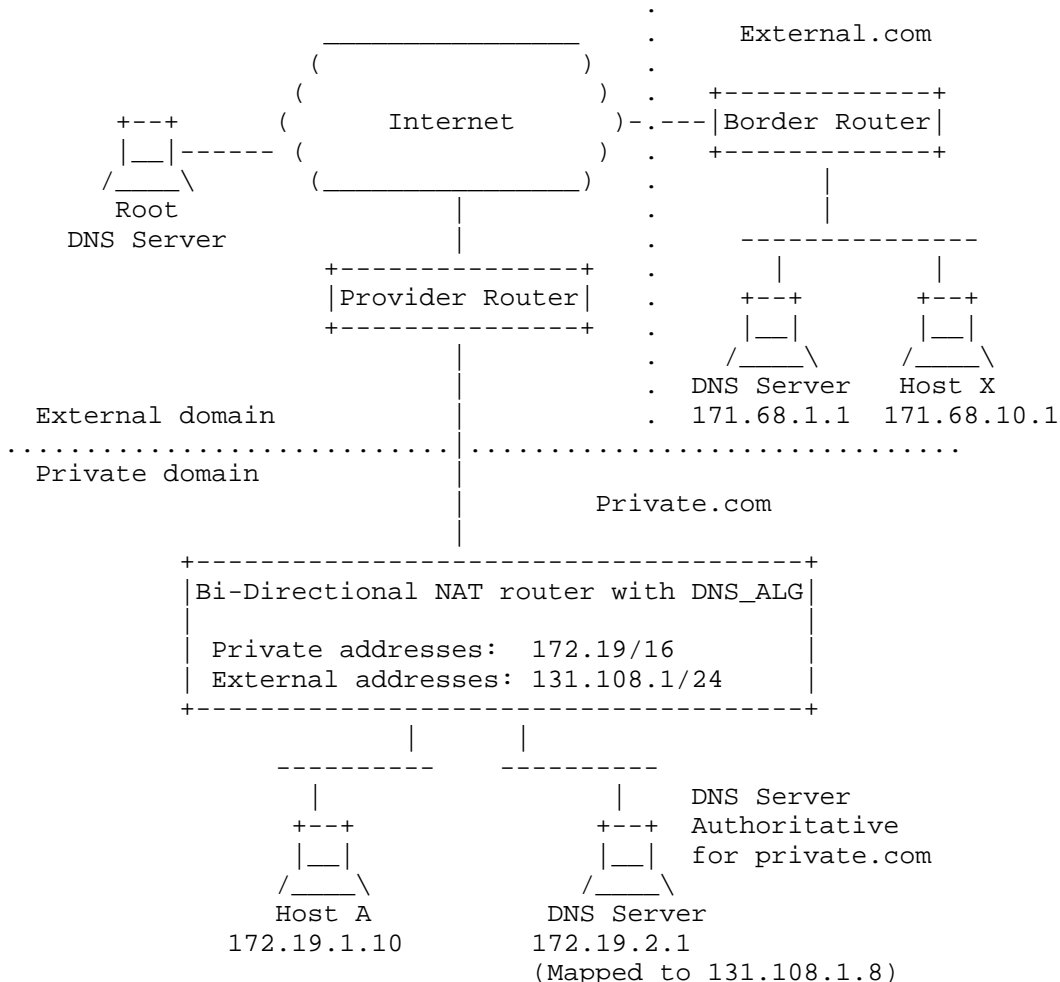 External.com
Internet
Border Router
Root
DNS Server
Provider Router
DNS Server Host X
External domain 171.68.1.1 171.68.10.1
Private domain
Private.com
Bi-Directional NAT router with DNS_ALG
Private addresses: 172.19/16
External addresses: 131.108.1/24
DNS Server
Authoritative
for private.com
Host A DNS Server
172.19.1.10 172.19.2.1
(Mapped to 131.108.1.8)